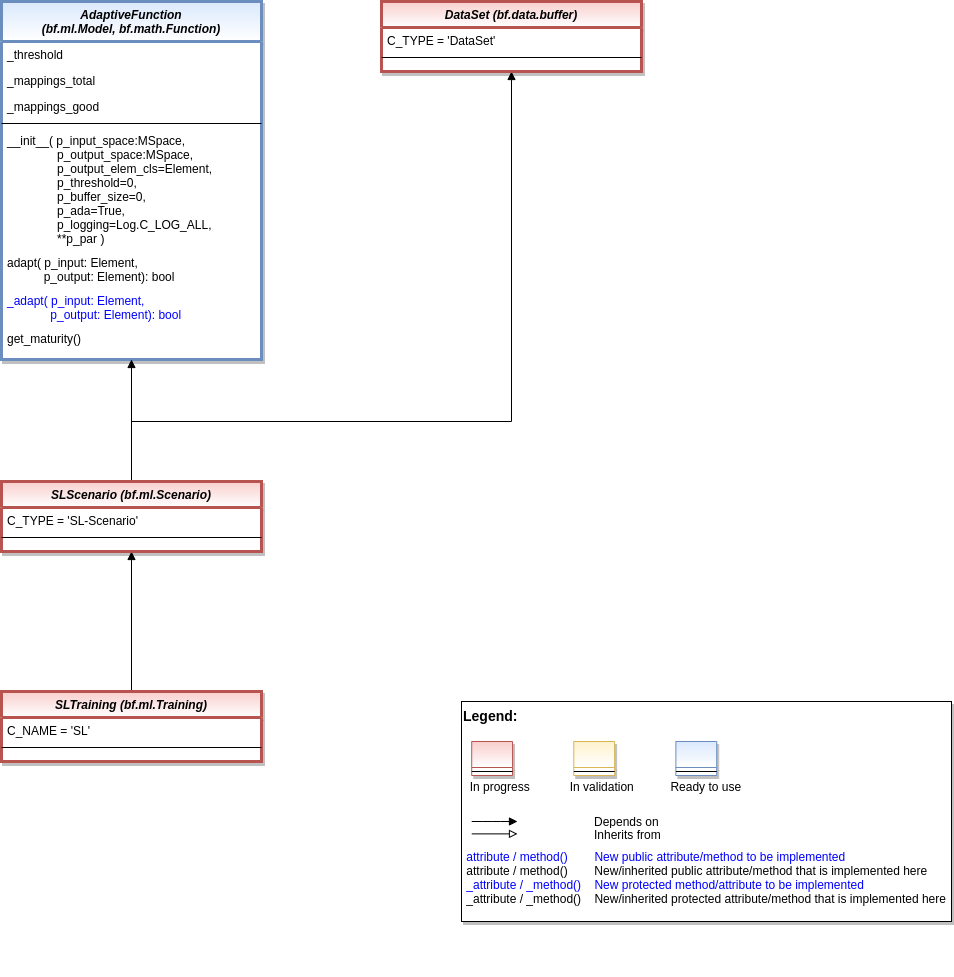 AdaptiveFunction
(bf.ml.Model, bf.math.Function)
_threshold
_mappings_total
_mappings_good
__init__( p_input_space:MSpace,
p_output_space:MSpace,
p_output_elem_cls=Element,
p_threshold=0,
p_buffer_size=0,
p_ada=True,
p_logging=Log.C_LOG_ALL,
**p_par )
adapt( p_input: Element,
p_output: Element): bool
_adapt( p_input: Element,
p_output: Element): bool
get_maturity()
DataSet (bf.data.buffer)
C_TYPE = 'DataSet'
SLScenario (bf.ml.Scenario)
C_TYPE = 'SL-Scenario'
SLTraining (bf.ml.Training)
C_NAME = 'SL'
Legend:
In progress In validation Ready to use
Depends on
Inherits from
attribute / method() New public attribute/method to be implemented
attribute / method() New/inherited public attribute/method that is implemented here
_attribute / _method() New protected method/attribute to be implemented
_attribute / _method() New/inherited protected attribute/method that is implemented here